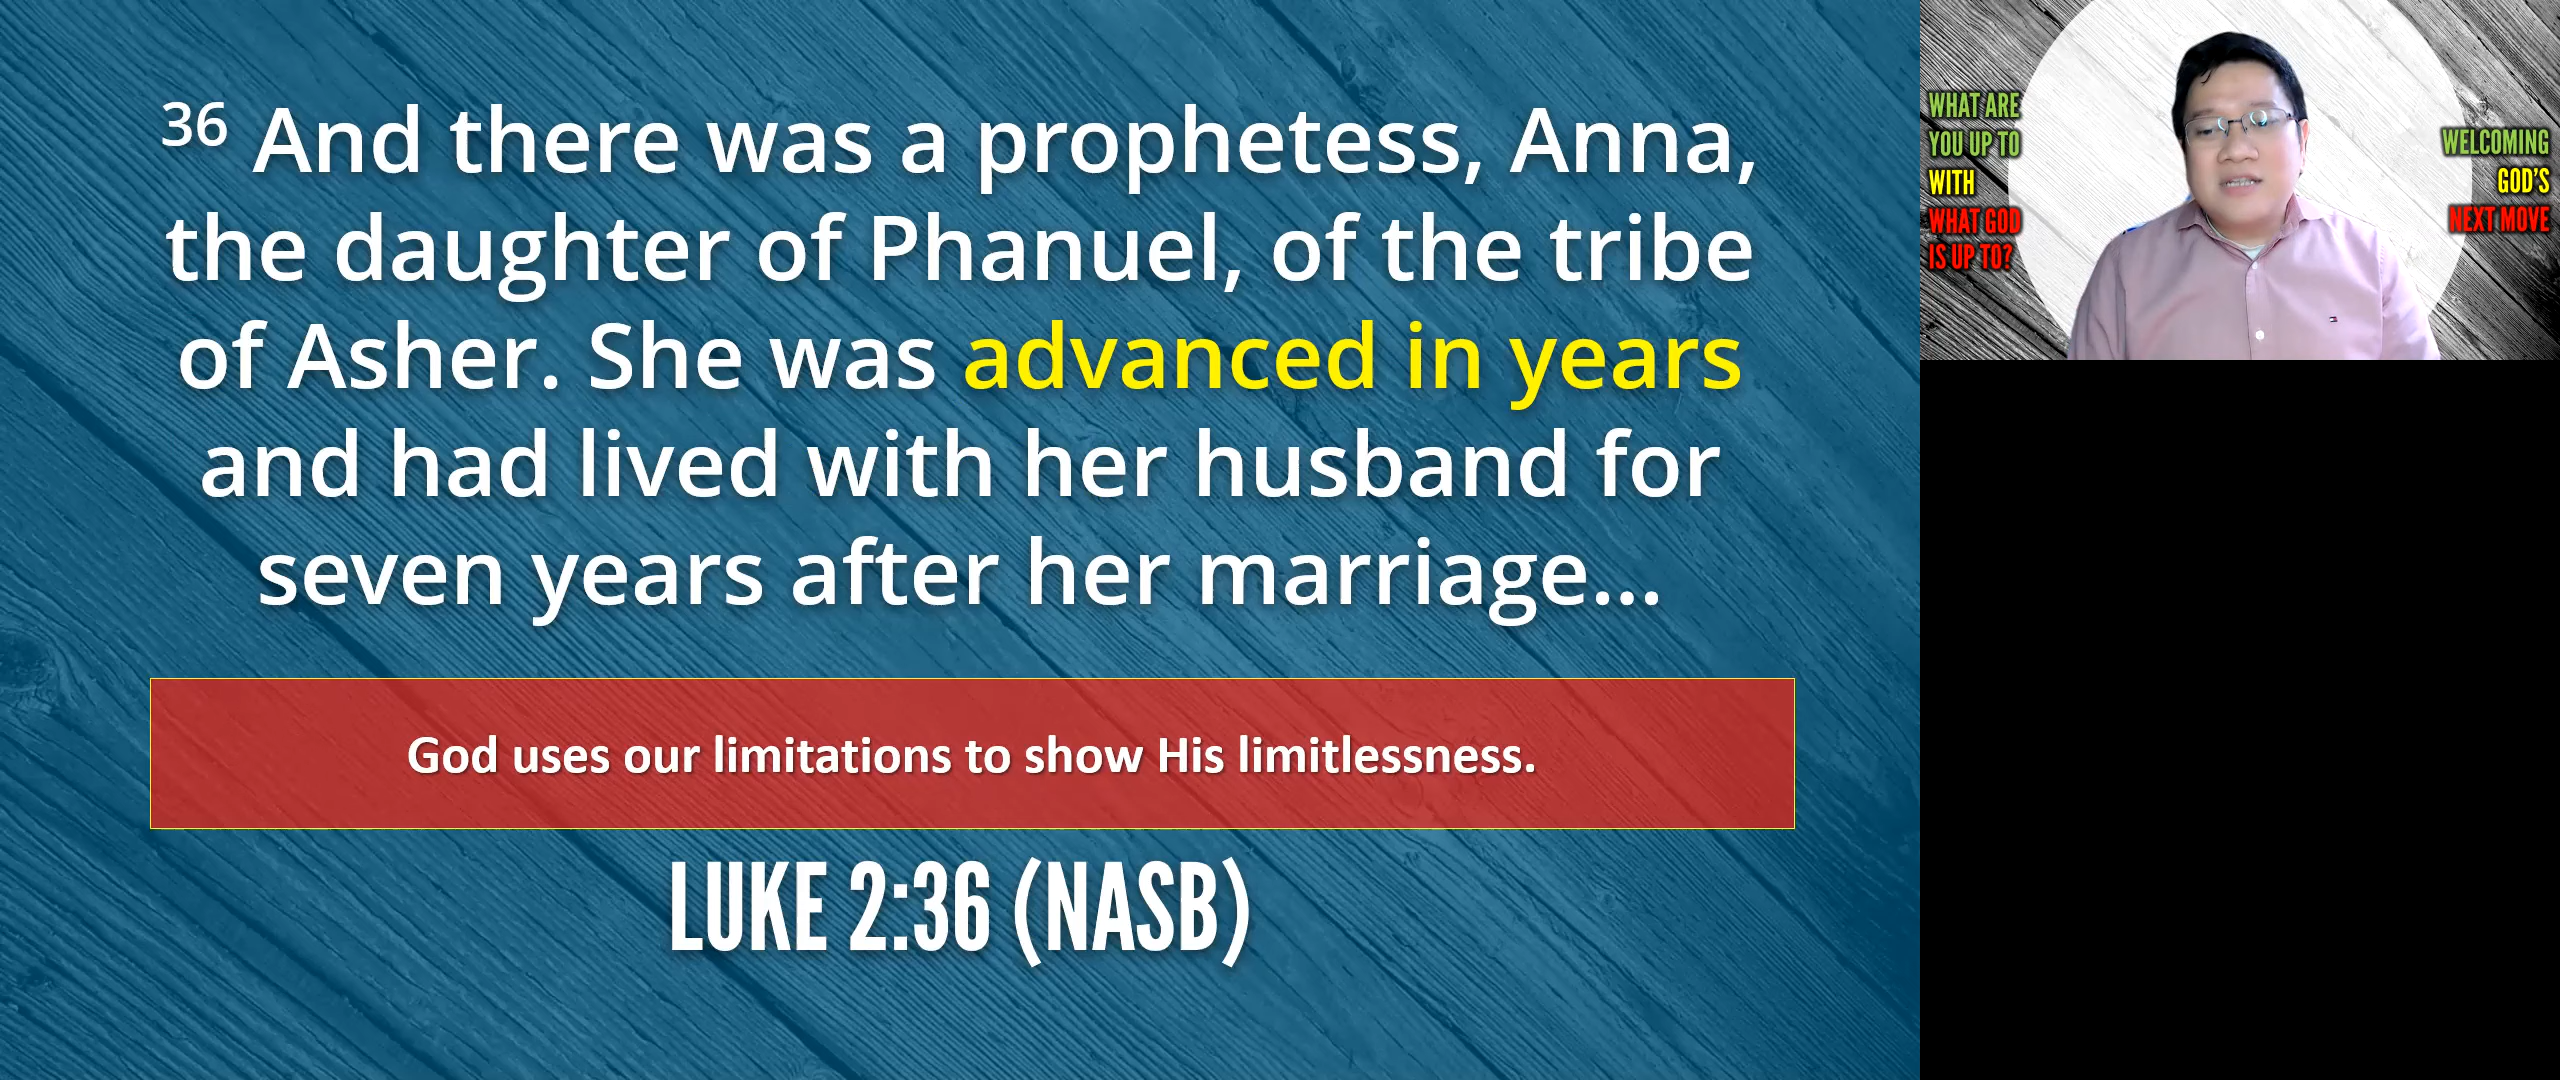 36 And there was a prophetess, Anna,
the daughter of Phanuel, of the tribe
of Asher. She was advanced in years
and had lived with her husband for
seven years after her marriage...
God uses our limitations to show His limitlessness.
LUKE 2:36 (NASB)
WHAT ARE
YOU UP TO
WITH
WHAT GOD
IS UP TO?
WELCOMING
GOD'S
NEXT MOVE